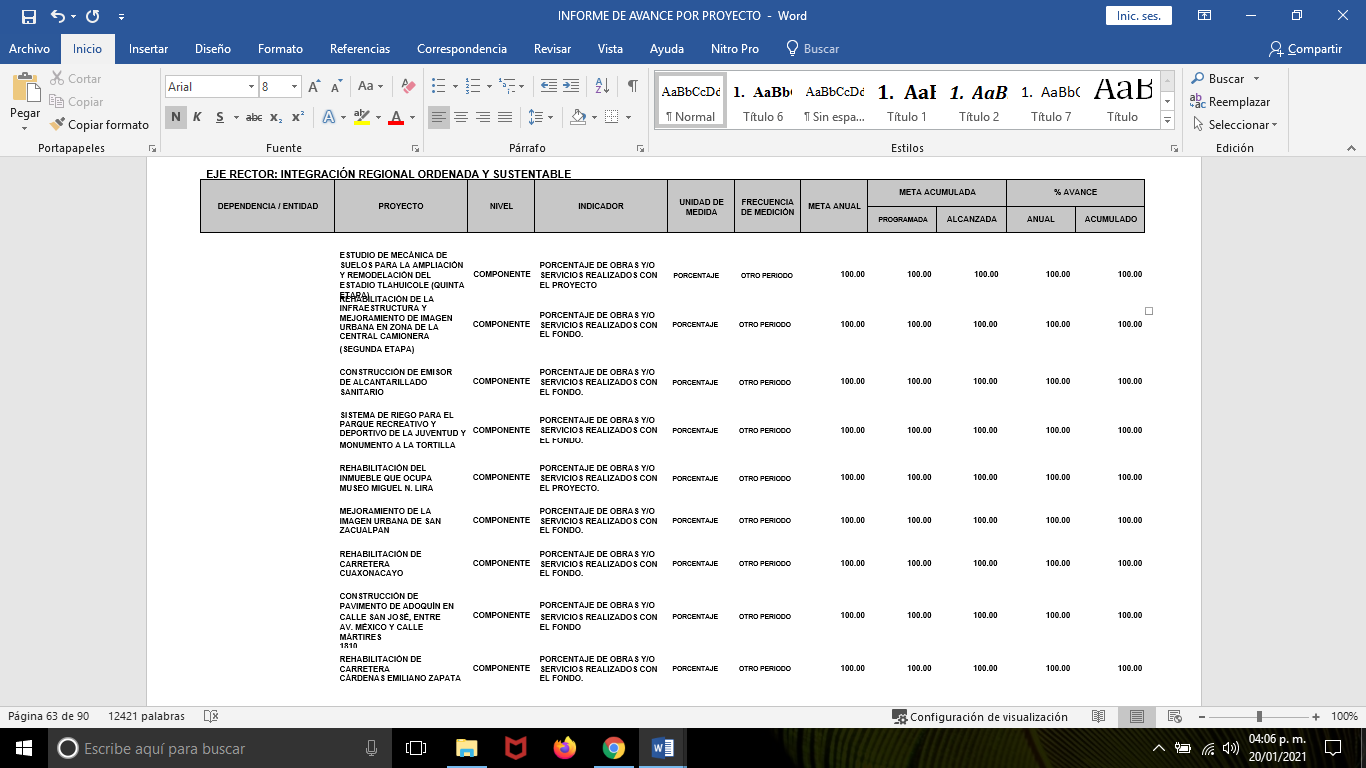 INFORME DE AVANCE POR PROYECTO - Word
Inic. ses.
Archivo Inicio Insertar Diseño Formato Referencias Correspondencia Revisar Vista Ayuda Nitro Pro Buscar Compartir
Pegar
Cortar
Copiar
Copiar formato
Portapapeles
Arial 8
Aa
N K S abc x₂ x²
Fuente
Párrafo
AaBbCcDd 1. AaBb( AaBbCcDd 1. AaB 1. AaB 1. AaBb( AaB
¶ Normal Título 6 ¶ Sin espa... Título 1 Título 2 Título 7 Título
Estilos
Buscar
Reemplazar
Seleccionar
Edición
EJE RECTOR: INTEGRACIÓN REGIONAL ORDENADA Y SUSTENTABLE
DEPENDENCIA / ENTIDAD
PROYECTO
NIVEL
INDICADOR
UNIDAD DE
MEDIDA
FRECUENCIA
DE MEDICIÓN
META ANUAL
META ACUMULADA
PROGRAMADA ALCANZADA
% AVANCE
ANUAL ACUMULADO
ESTUDIO DE MECÁNICA DE
SUELOS PARA LA AMPLIACIÓN
Y REMODELACIÓN DEL
ESTADIO TLAHUICOLE (QUINTA
ETAPA)
COMPONENTE
PORCENTAJE DE OBRAS Y/O
SERVICIOS REALIZADOS CON
EL PROYECTO
PORCENTAJE OTRO PERIODO 100.00 100.00 100.00 100.00 100.00
REHABILITACIÓN DE LA
INFRAESTRUCTURA Y
MEJORAMIENTO DE IMAGEN
URBANA EN ZONA DE LA
CENTRAL CAMIONERA
(SEGUNDA ETAPA)
COMPONENTE
PORCENTAJE DE OBRAS Y/O
SERVICIOS REALIZADOS CON
EL FONDO.
PORCENTAJE OTRO PERIODO 100.00 100.00 100.00 100.00 100.00
CONSTRUCCIÓN DE EMISOR
DE ALCANTARILLADO
SANITARIO
COMPONENTE
PORCENTAJE DE OBRAS Y/O
SERVICIOS REALIZADOS CON
EL FONDO.
PORCENTAJE OTRO PERIODO 100.00 100.00 100.00 100.00 100.00
SISTEMA DE RIEGO PARA EL
PARQUE RECREATIVO Y
DEPORTIVO DE LA JUVENTUD Y
MONUMENTO A LA TORTILLA
COMPONENTE
PORCENTAJE DE OBRAS Y/O
SERVICIOS REALIZADOS CON
EL FONDO.
PORCENTAJE OTRO PERIODO 100.00 100.00 100.00 100.00 100.00
REHABILITACIÓN DEL
INMUEBLE QUE OCUPA
MUSEO MIGUEL N. LIRA
COMPONENTE
PORCENTAJE DE OBRAS Y/O
SERVICIOS REALIZADOS CON
EL PROYECTO.
PORCENTAJE OTRO PERIODO 100.00 100.00 100.00 100.00 100.00
MEJORAMIENTO DE LA
IMAGEN URBANA DE SAN
ZACUALPAN
COMPONENTE
PORCENTAJE DE OBRAS Y/O
SERVICIOS REALIZADOS CON
EL FONDO.
PORCENTAJE OTRO PERIODO 100.00 100.00 100.00 100.00 100.00
REHABILITACIÓN DE
CARRETERA
CUAXONACAYO
COMPONENTE
PORCENTAJE DE OBRAS Y/O
SERVICIOS REALIZADOS CON
EL FONDO.
PORCENTAJE OTRO PERIODO 100.00 100.00 100.00 100.00 100.00
CONSTRUCCIÓN DE
PAVIMENTO DE ADOQUÍN EN
CALLE SAN JOSÉ, ENTRE
AV. MÉXICO Y CALLE
MÁRTIRES
1810
COMPONENTE
PORCENTAJE DE OBRAS Y/O
SERVICIOS REALIZADOS CON
EL FONDO
PORCENTAJE OTRO PERIODO 100.00 100.00 100.00 100.00 100.00
REHABILITACIÓN DE
CARRETERA
CÁRDENAS EMILIANO ZAPATA
COMPONENTE
PORCENTAJE DE OBRAS Y/O
SERVICIOS REALIZADOS CON
EL FONDO.
PORCENTAJE OTRO PERIODO 100.00 100.00 100.00 100.00 100.00
Página 63 de 90 12421 palabras Configuración de visualización 100%
Escribe aquí para buscar
04:06 p. m.
20/01/2021